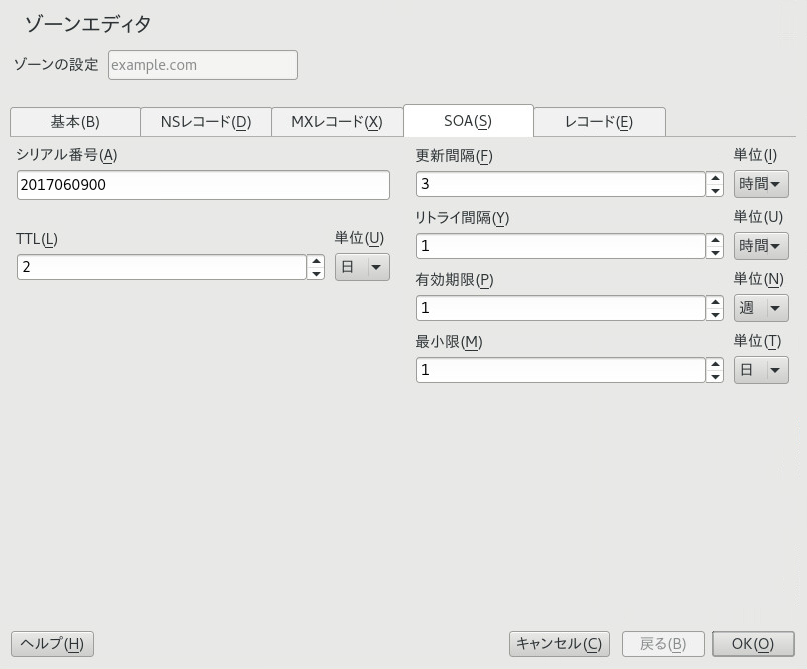 ゾーンエディタ
ゾーンの設定 example.com
基本(B) NSレコード(D) MXレコード(X) SOA(S) レコード(E)
シリアル番号(A)
2017060900
TTL(L) 単位(U)
2 日
更新間隔(F) 単位(I)
3 時間
リトライ間隔(Y) 単位(U)
1 時間
有効期限(P) 単位(N)
1 週
最小限(M) 単位(T)
1 日
ヘルプ(H) キャンセル(C) 戻る(B) OK(O)